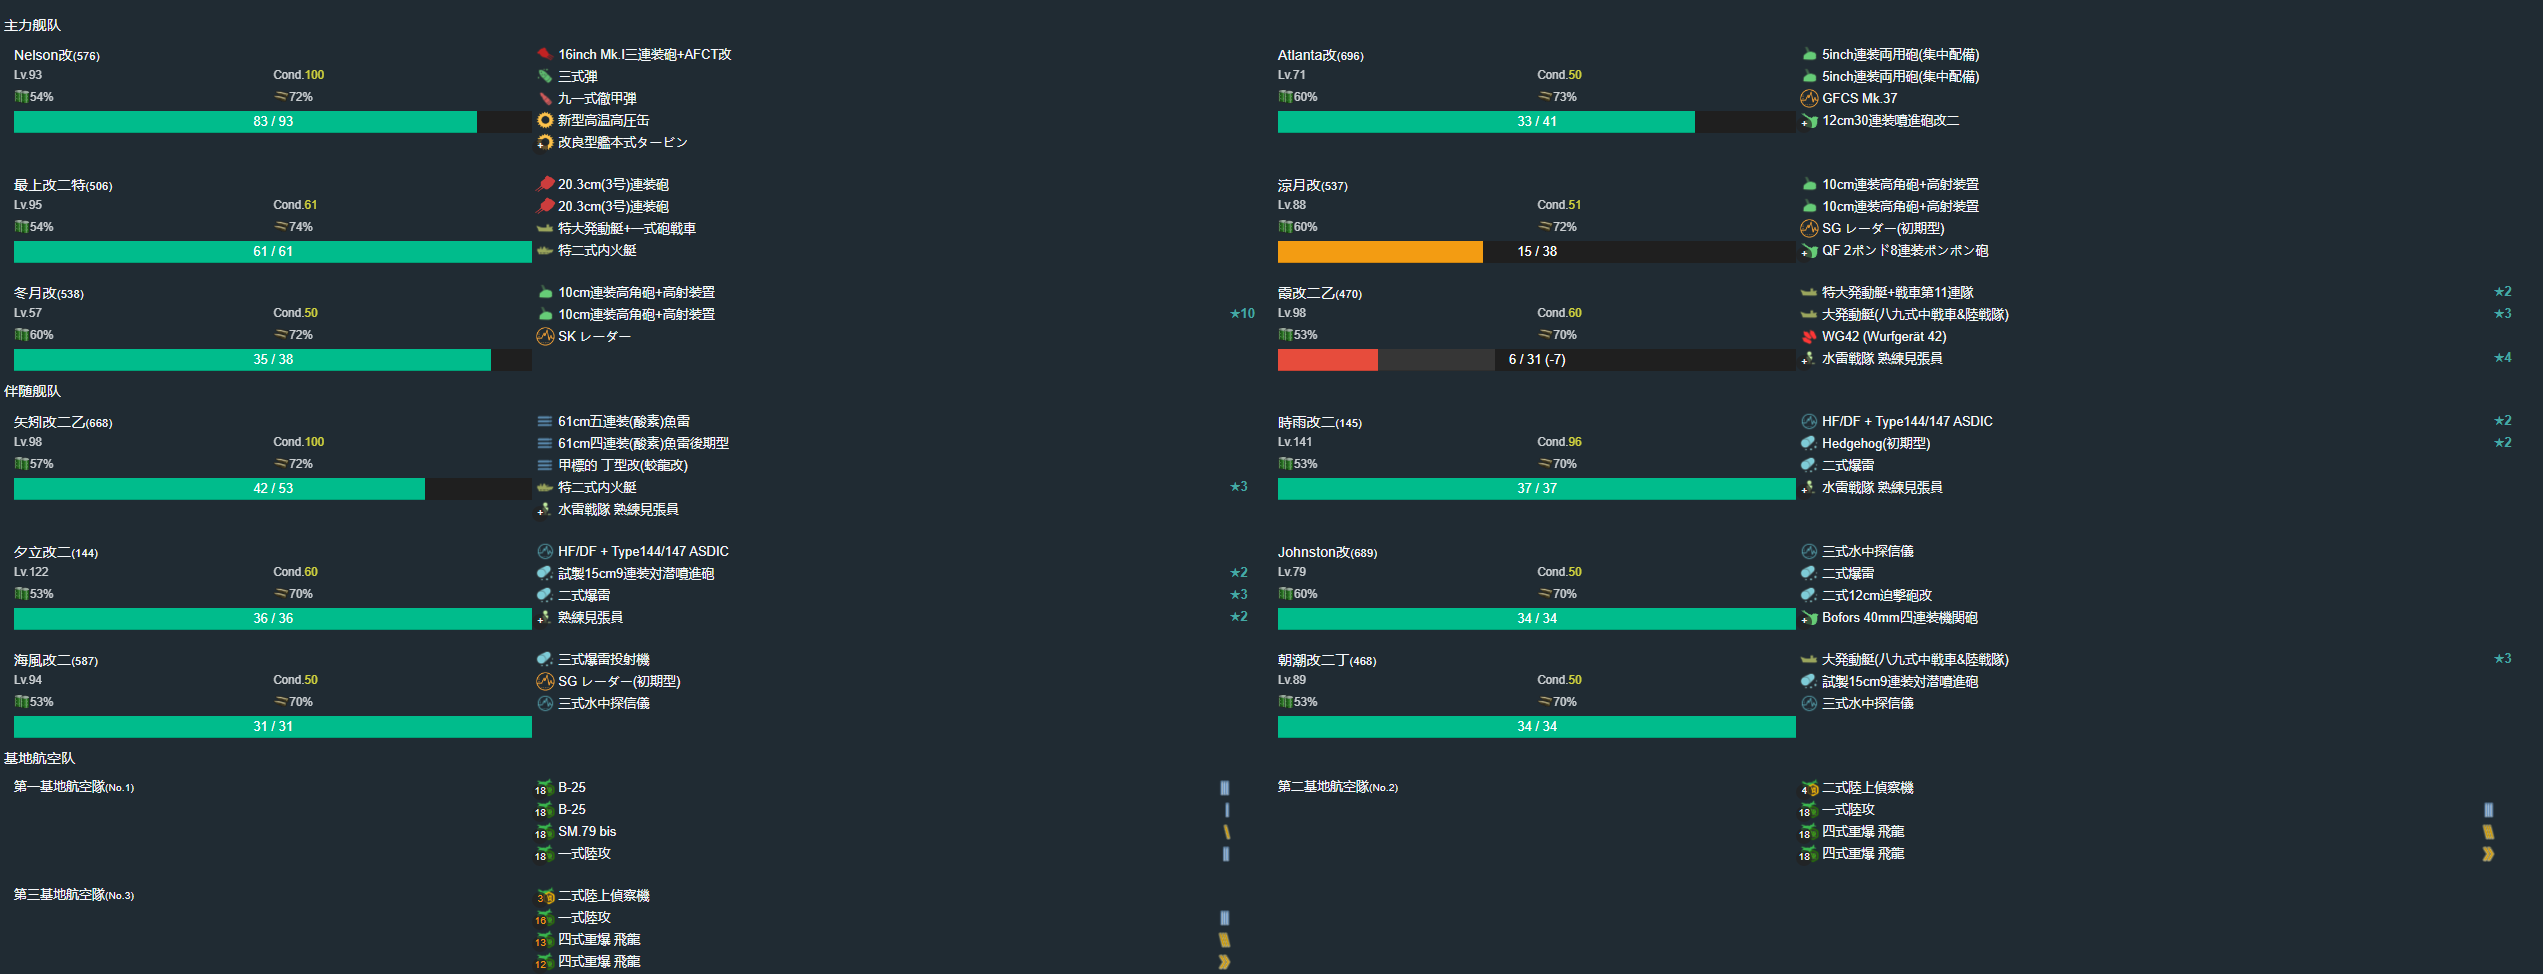 主力舰队
Nelson改(576)
Lv.93 Cond.100
54% 72%
83 / 93
16inch Mk.I三連装砲+AFCT改
三式弾
九一式徹甲弾
新型高温高圧缶
改良型艦本式タービン
Atlanta改(696)
Lv.71 Cond.50
60% 73%
33 / 41
5inch連装両用砲(集中配備)
5inch連装両用砲(集中配備)
GFCS Mk.37
12cm30連装噴進砲改二
最上改二特(506)
Lv.95 Cond.61
54% 74%
61 / 61
20.3cm(3号)連装砲
20.3cm(3号)連装砲
特大発動艇+一式砲戦車
特二式内火艇
涼月改(537)
Lv.88 Cond.51
60% 72%
15 / 38
10cm連装高角砲+高射装置
10cm連装高角砲+高射装置
SG レーダー(初期型)
QF 2ポンド8連装ポンポン砲
冬月改(538)
Lv.57 Cond.50
60% 72%
35 / 38
10cm連装高角砲+高射装置
10cm連装高角砲+高射装置 ★10
SK レーダー
霞改二乙(470)
Lv.98 Cond.60
53% 70%
6 / 31 (-7)
特大発動艇+戦車第11連隊 ★2
大発動艇(八九式中戦車&陸戦隊) ★3
WG42 (Wurfgerät 42)
水雷戦隊 熟練見張員 ★4
伴随舰队
矢矧改二乙(668)
Lv.98 Cond.100
57% 72%
42 / 53
61cm五連装(酸素)魚雷
61cm四連装(酸素)魚雷後期型
甲標的 丁型改(蛟龍改)
特二式内火艇 ★3
水雷戦隊 熟練見張員
時雨改二(145)
Lv.141 Cond.96
53% 70%
37 / 37
HF/DF + Type144/147 ASDIC ★2
Hedgehog(初期型) ★2
二式爆雷
水雷戦隊 熟練見張員
夕立改二(144)
Lv.122 Cond.60
53% 70%
36 / 36
HF/DF + Type144/147 ASDIC
試製15cm9連装対潜噴進砲 ★2
二式爆雷 ★3
熟練見張員 ★2
Johnston改(689)
Lv.79 Cond.50
60% 70%
34 / 34
三式水中探信儀
二式爆雷
二式12cm迫撃砲改
Bofors 40mm四連装機関砲
海風改二(587)
Lv.94 Cond.50
53% 70%
31 / 31
三式爆雷投射機
SG レーダー(初期型)
三式水中探信儀
朝潮改二丁(468)
Lv.89 Cond.50
53% 70%
34 / 34
大発動艇(八九式中戦車&陸戦隊) ★3
試製15cm9連装対潜噴進砲
三式水中探信儀
基地航空队
第一基地航空隊(No.1)
18 B-25
18 B-25
18 SM.79 bis
18 一式陸攻
第二基地航空隊(No.2)
4 二式陸上偵察機
18 一式陸攻
18 四式重爆 飛龍
18 四式重爆 飛龍
第三基地航空隊(No.3)
3 二式陸上偵察機
16 一式陸攻
13 四式重爆 飛龍
12 四式重爆 飛龍